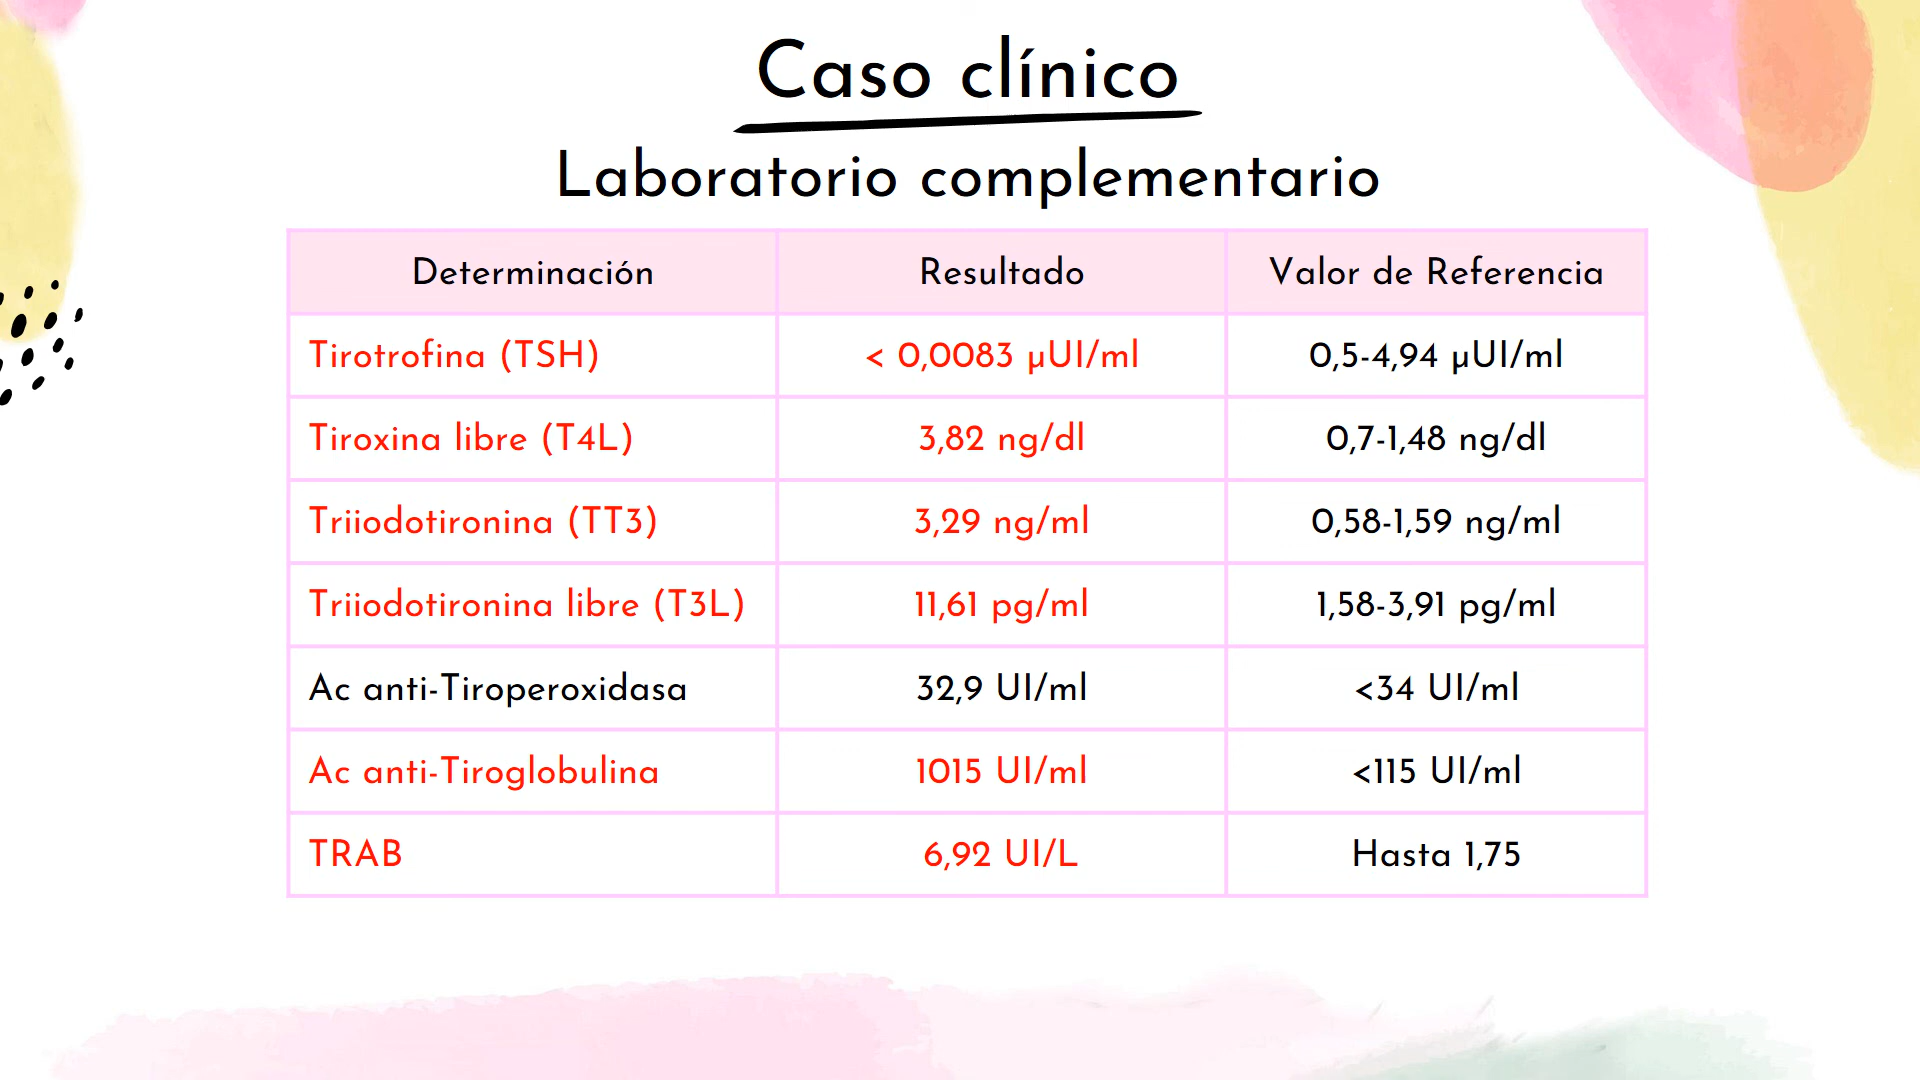 Caso clínico
Laboratorio complementario
Determinación Resultado Valor de Referencia
Tirotrofina (TSH) < 0,0083 µUI/ml 0,5-4,94 µUI/ml
Tiroxina libre (T4L) 3,82 ng/dl 0,7-1,48 ng/dl
Triiodotironina (TT3) 3,29 ng/ml 0,58-1,59 ng/ml
Triiodotironina libre (T3L) 11,61 pg/ml 1,58-3,91 pg/ml
Ac anti-Tiroperoxidasa 32,9 UI/ml <34 UI/ml
Ac anti-Tiroglobulina 1015 UI/ml <115 UI/ml
TRAB 6,92 UI/L Hasta 1,75